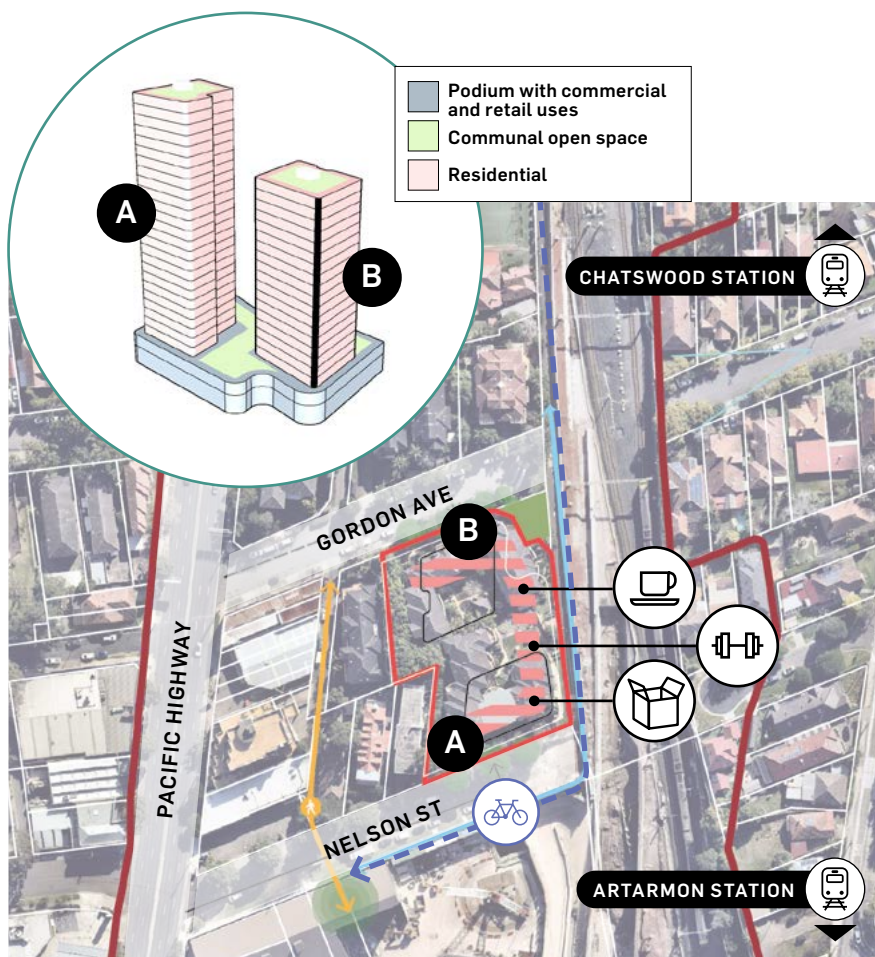 Podium with commercial
and retail uses
Communal open space
Residential
A
B
CHATSWOOD STATION
GORDON AVE
B
PACIFIC HIGHWAY
A
NELSON ST
ARTARMON STATION